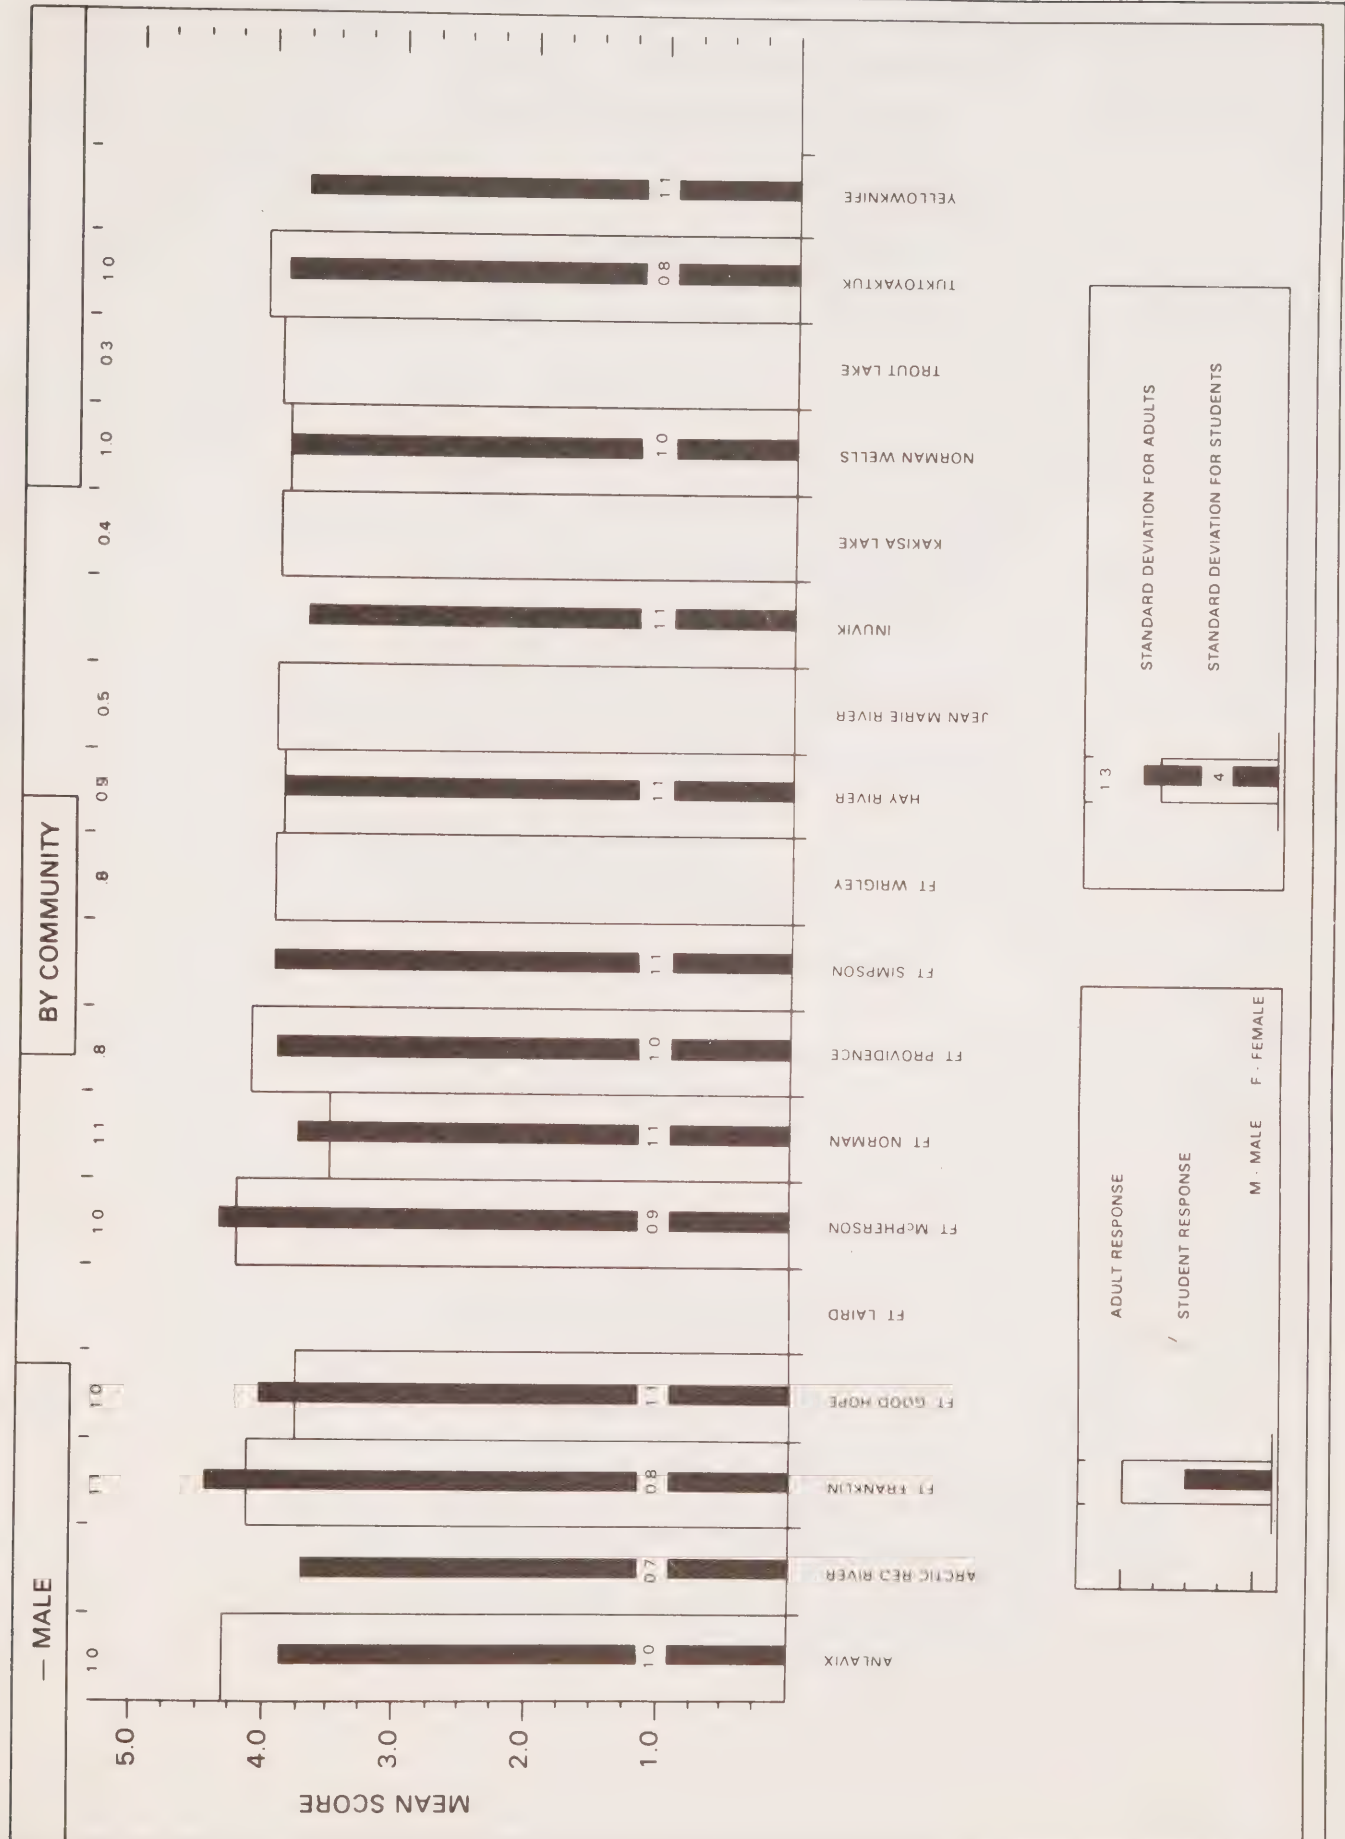 — MALE
BY COMMUNITY
1 0
1 1
1 0
1 0
1 1
.8
.8
0 9
0.5
0.4
1.0
0 3
1 0
5.0
4.0
3.0
2.0
1.0
MEAN SCORE
1 0
0.7
0.8
1.1
0 9
1 1
1 0
1 1
1 1
1 1
1 0
0 8
1 1
ANLAVIX
ARCTIC RED RIVER
FT FRANKLIN
FT GOOD HOPE
FT LAIRD
FT McPHERSON
FT NORMAN
FT PROVIDENCE
FT SIMPSON
FT WRIGLEY
HAY RIVER
JEAN MARIE RIVER
INUVIK
KAKISA LAKE
NORMAN WELLS
TROUT LAKE
TUKTOYAKTUK
YELLOWKNIFE
ADULT RESPONSE
STUDENT RESPONSE
M - MALE F - FEMALE
1 3
4
STANDARD DEVIATION FOR ADULTS
STANDARD DEVIATION FOR STUDENTS